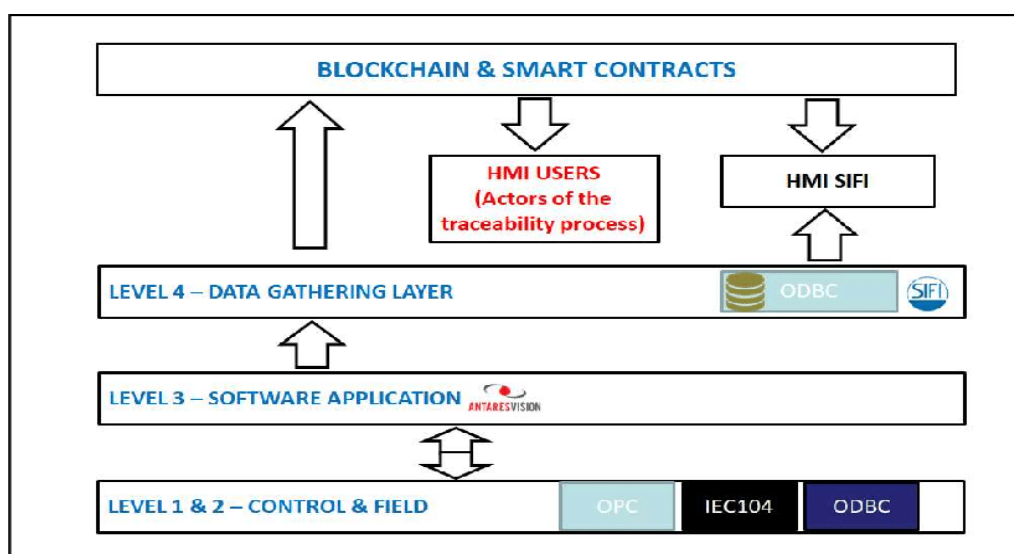 BLOCKCHAIN & SMART CONTRACTS
HMI USERS
(Actors of the
traceability process)
HMI SIFI
LEVEL 4 – DATA GATHERING LAYER
ODBC
SIFI
LEVEL 3 – SOFTWARE APPLICATION
ANTARESVISION
LEVEL 1 & 2 – CONTROL & FIELD
OPC
IEC104
ODBC